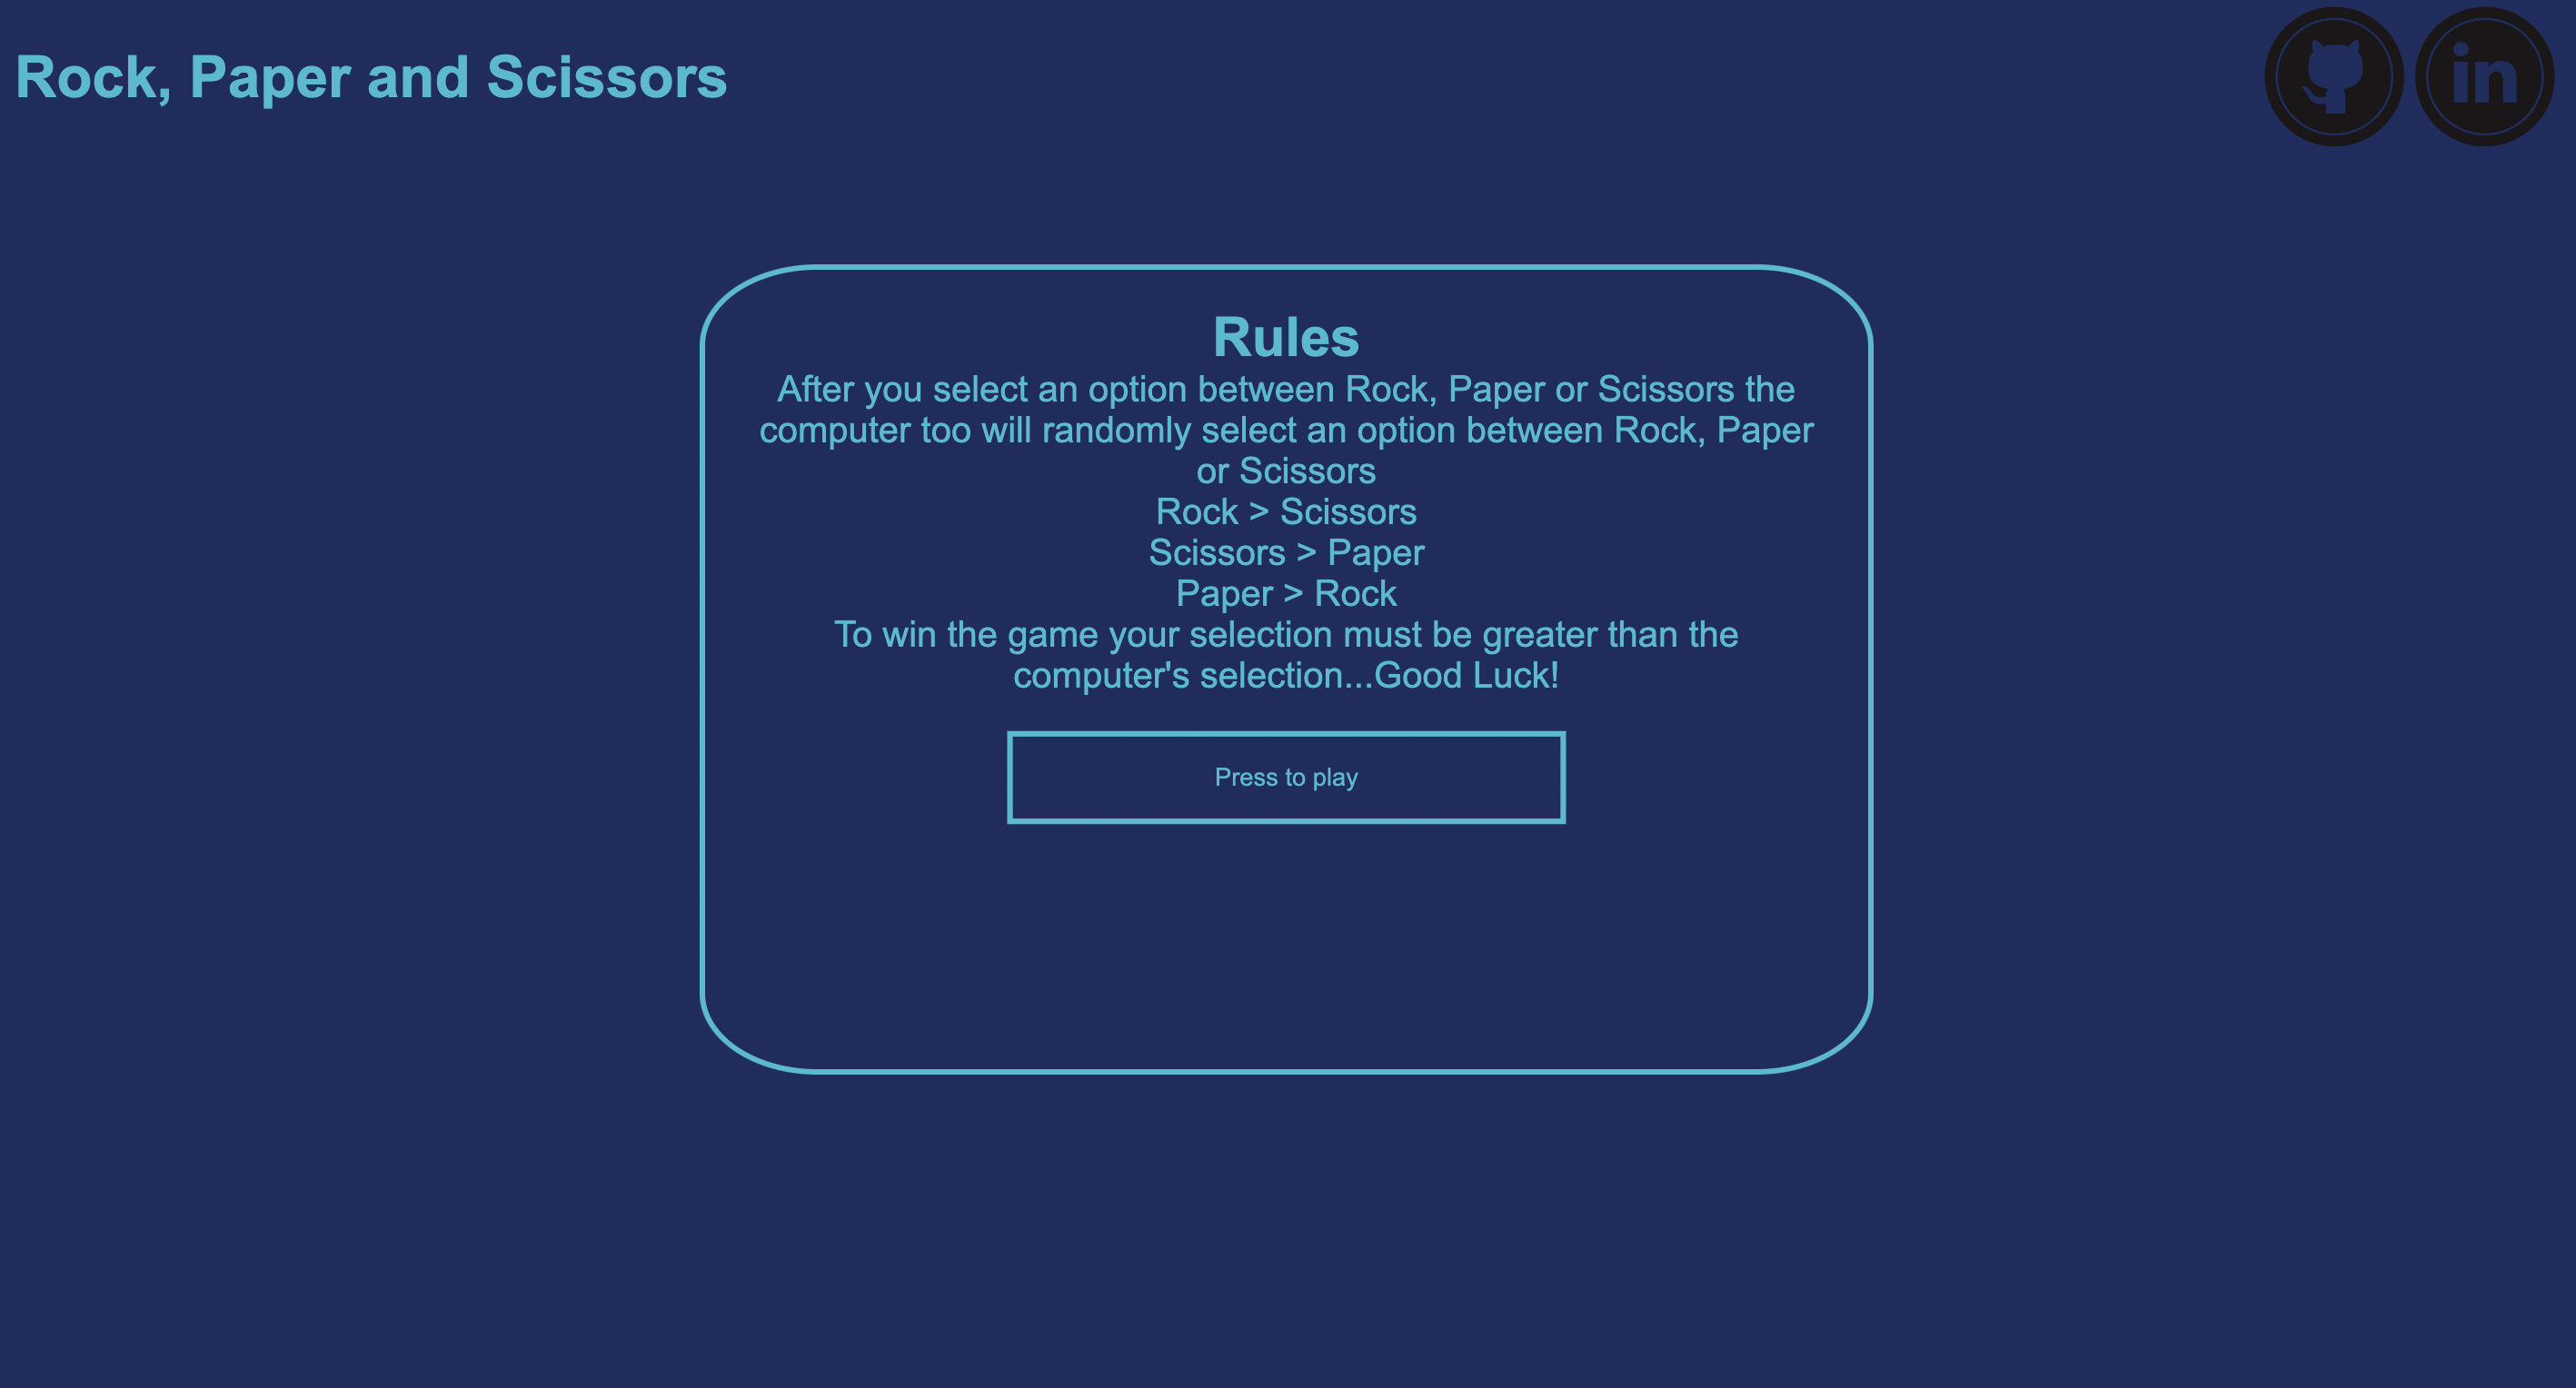 Rock, Paper and Scissors
in
Rules
After you select an option between Rock, Paper or Scissors the
computer too will randomly select an option between Rock, Paper
or Scissors
Rock > Scissors
Scissors > Paper
Paper > Rock
To win the game your selection must be greater than the
computer's selection...Good Luck!
Press to play